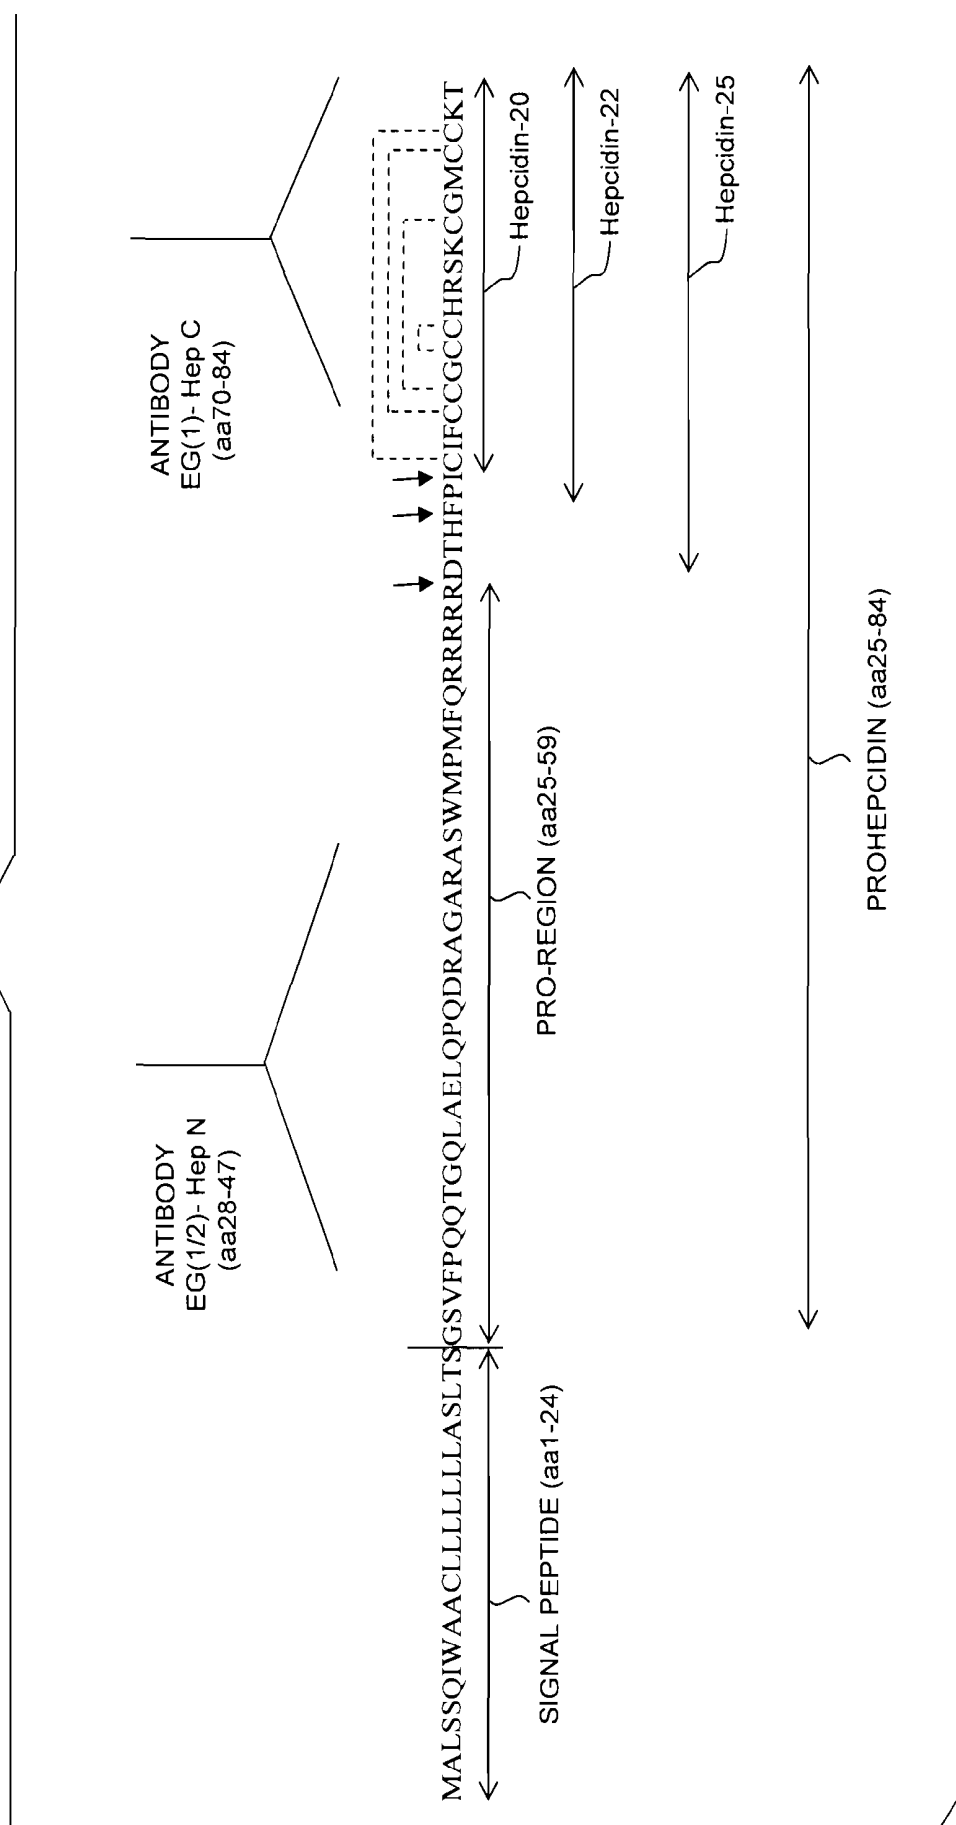 ANTIBODY
EG(1/2)- Hep N
(aa28-47)
ANTIBODY
EG(1)- Hep C
(aa70-84)
MALSSQIWAACLLLLLLLASLTSGSVFPQQTGQLAELQPQDRAGARASWMPMFQRRRRRDTHFPICIFCCGCCHRSKCGMCCKT
SIGNAL PEPTIDE (aa1-24)
PRO-REGION (aa25-59)
Hepcidin-20
Hepcidin-22
Hepcidin-25
PROHEPCIDIN (aa25-84)